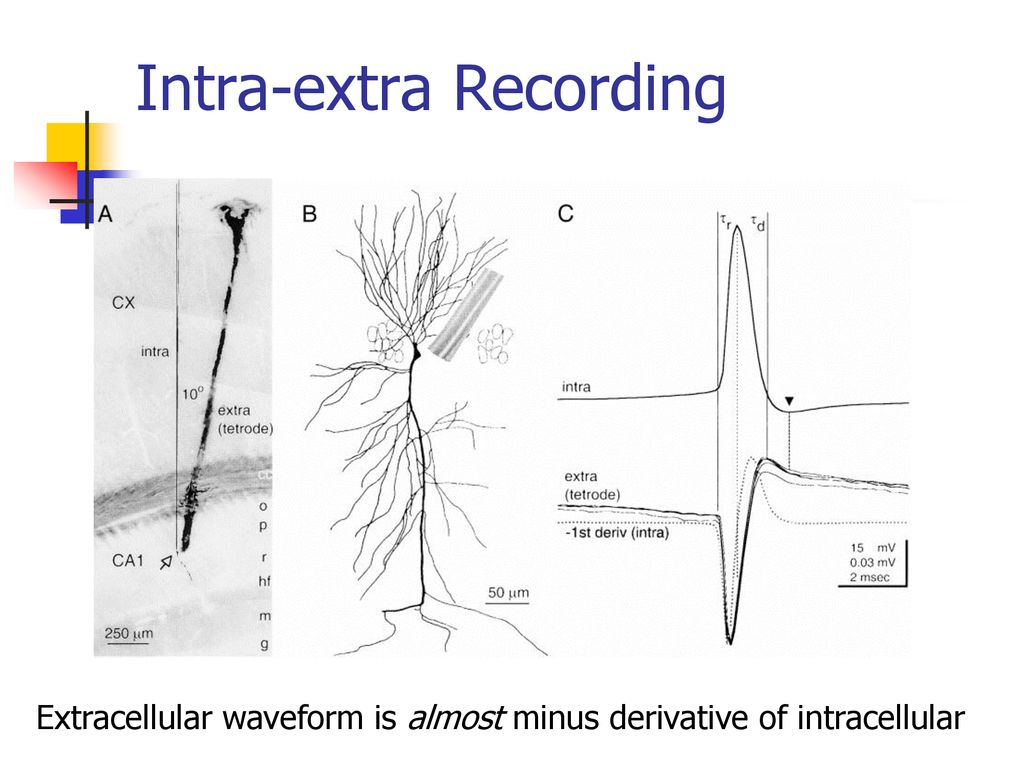 Intra-extra Recording
A
CX
intra
10°
extra
(tetrode)
cc
o
p
CA1
r
hf
m
250 μm
g
B
50 μm
C
τr
τd
intra
extra
(tetrode)
-1st deriv (intra)
15 mV
0.03 mV
2 msec
Extracellular waveform is almost minus derivative of intracellular